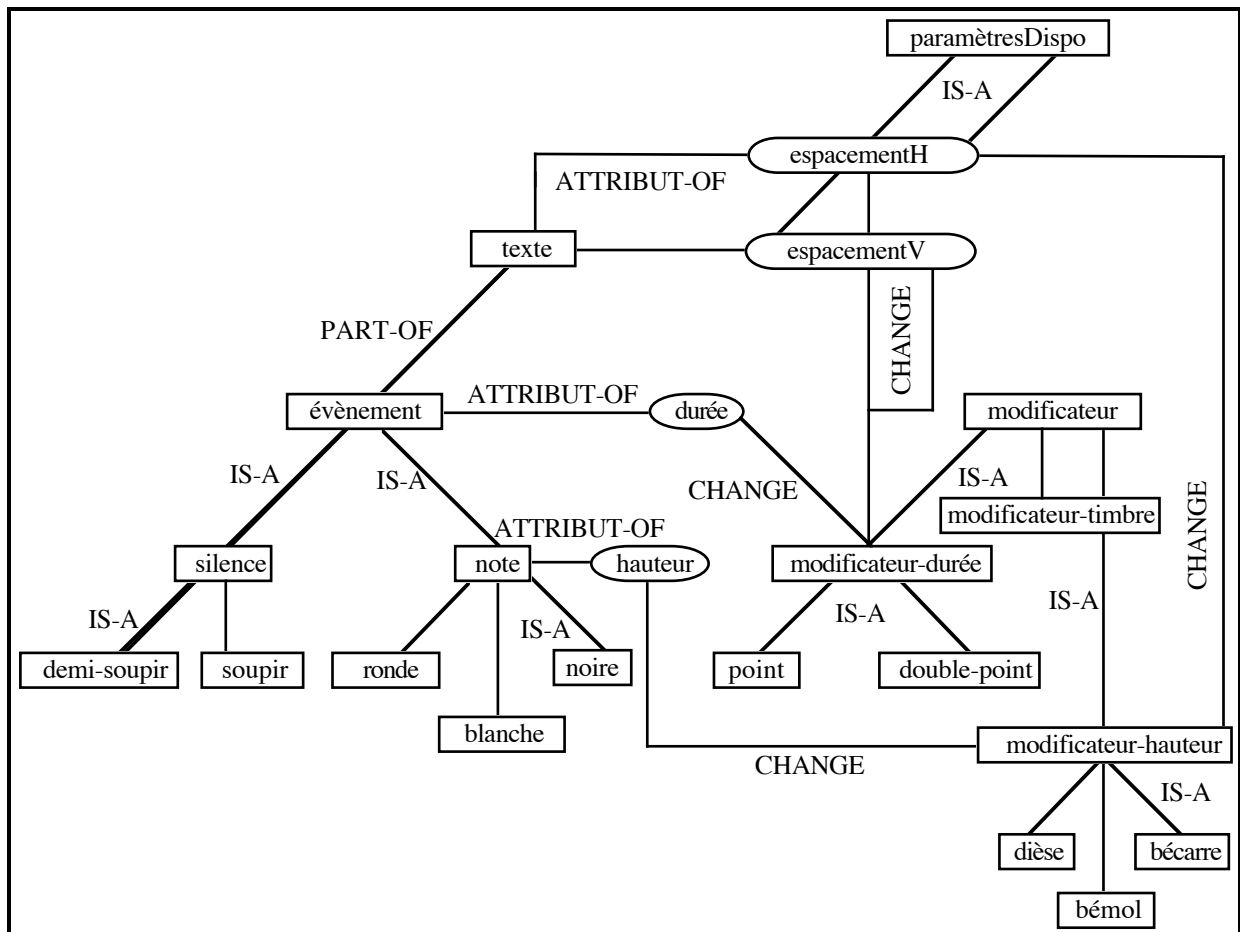 paramètresDispo
IS-A
espacementH
ATTRIBUT-OF
texte
espacementV
CHANGE
PART-OF
évènement
ATTRIBUT-OF
durée
modificateur
IS-A
IS-A
CHANGE
IS-A
modificateur-timbre
CHANGE
ATTRIBUT-OF
silence
note
hauteur
modificateur-durée
IS-A
IS-A
IS-A
IS-A
demi-soupir
soupir
ronde
noire
point
double-point
blanche
modificateur-hauteur
CHANGE
IS-A
dièse
bécarre
bémol